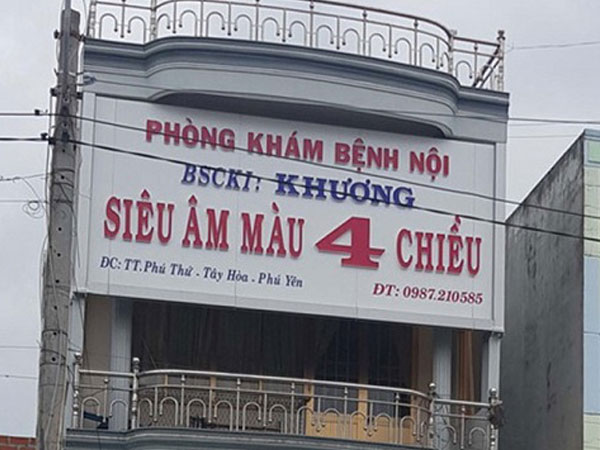 PHÒNG KHÁM BỆNH NỘI
BSCKI: KHƯƠNG
SIÊU ÂM MÀU 4 CHIỀU
ĐC: TT.Phú Thứ - Tây Hòa - Phú Yên
ĐT: 0987.210585